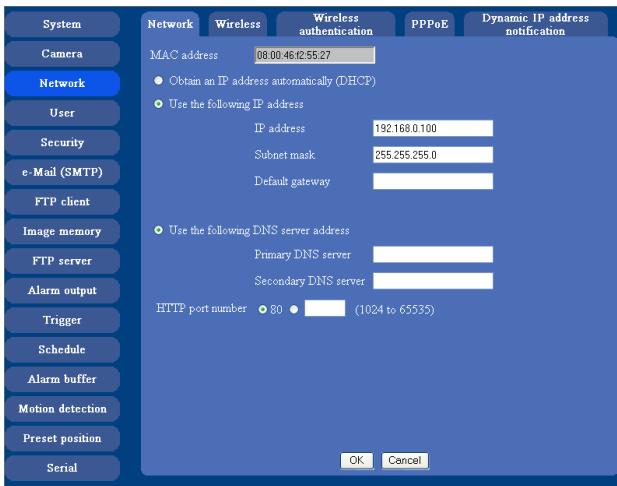 System
Camera
Network
User
Security
e-Mail (SMTP)
FTP client
Image memory
FTP server
Alarm output
Trigger
Schedule
Alarm buffer
Motion detection
Preset position
Serial
Network
Wireless
Wireless
authentication
PPPoE
Dynamic IP address
notification
MAC address 08:00:46:f2:55:27
Obtain an IP address automatically (DHCP)
Use the following IP address
IP address 192.168.0.100
Subnet mask 255.255.255.0
Default gateway
Use the following DNS server address
Primary DNS server
Secondary DNS server
HTTP port number 80 (1024 to 65535)
OK Cancel